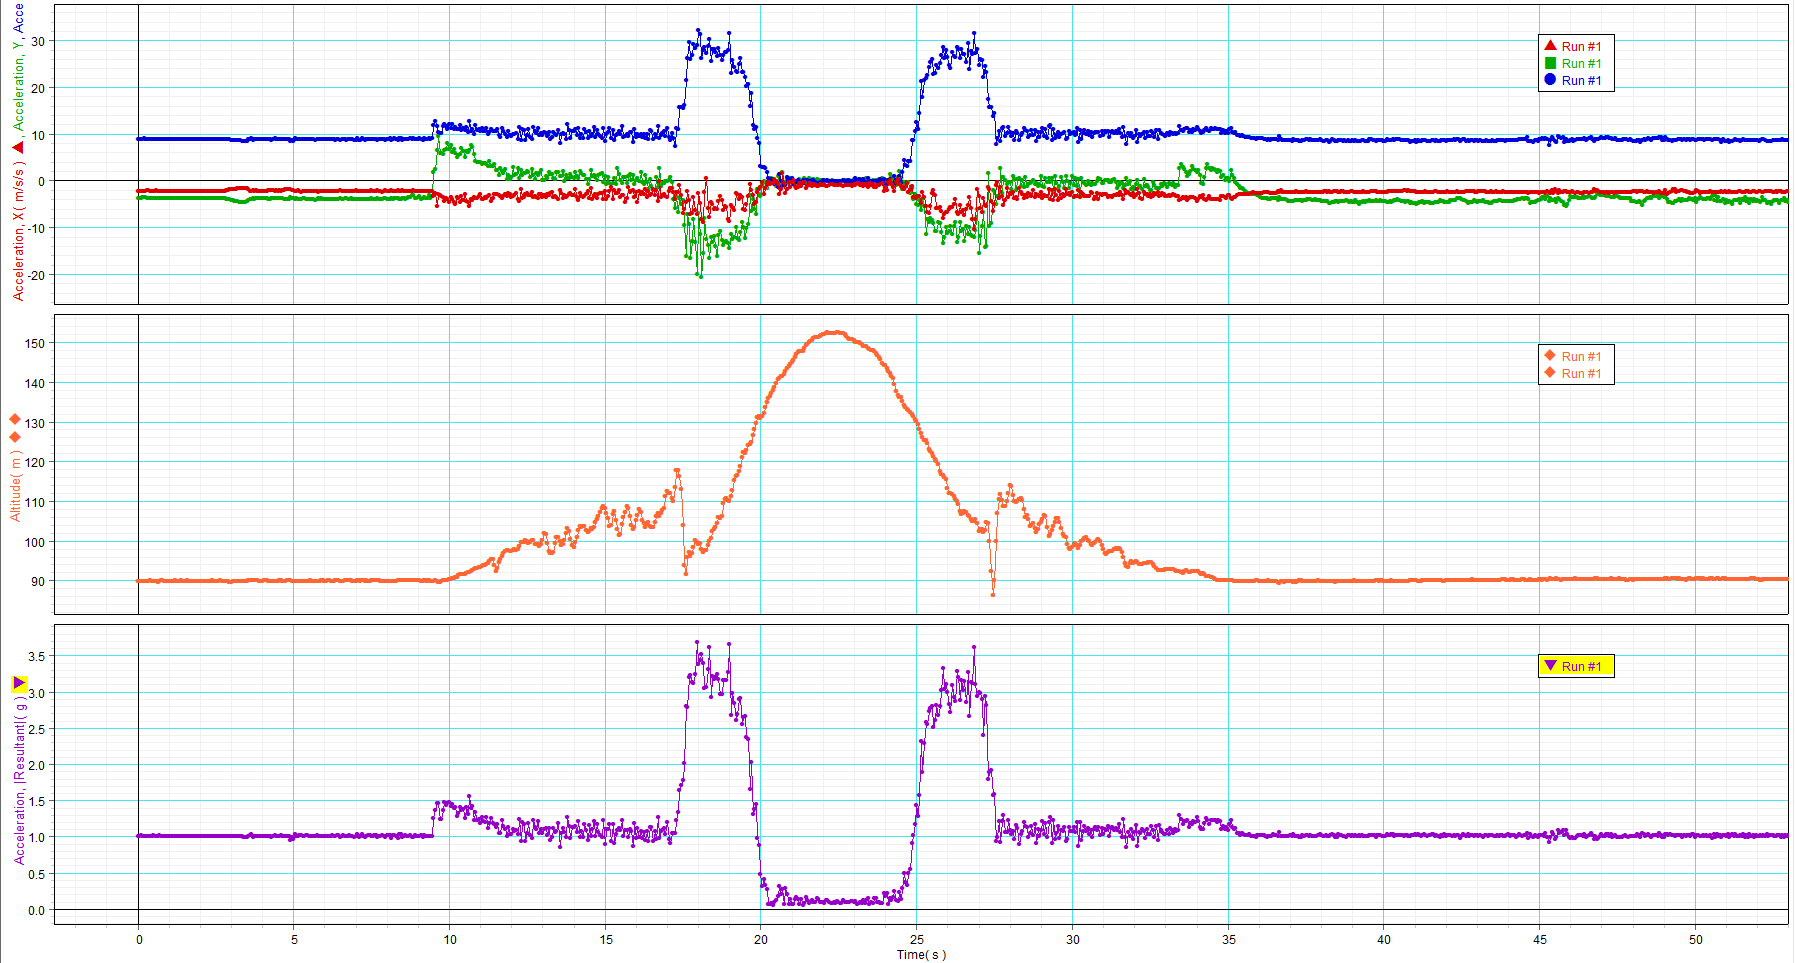 Acceleration, X( m/s/s ), Acceleration, Y, Acce
30
20
10
0
-10
-20
Run #1
Run #1
Run #1
Altitude( m )
150
140
130
120
110
100
90
Run #1
Run #1
Acceleration, |Resultant|( g )
3.5
3.0
2.5
2.0
1.5
1.0
0.5
0.0
Run #1
0 5 10 15 20 25 30 35 40 45 50
Time( s )